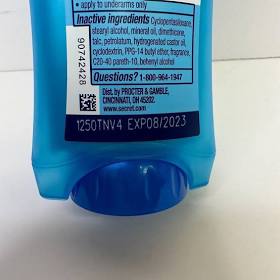 • apply to underarms only
Inactive ingredients Cyclopentasiloxane,
stearyl alcohol, mineral oil, dimethicone,
talc, petrolatum, hydrogenated castor oil,
cyclodextrin, PPG-14 butyl ether, fragrance,
C20-40 pareth-10, behenyl alcohol
Questions? 1-800-964-1947
90742428
Dist. by PROCTER & GAMBLE,
CINCINNATI, OH 45202.
www.secret.com
1250TNV4 EXP08/2023